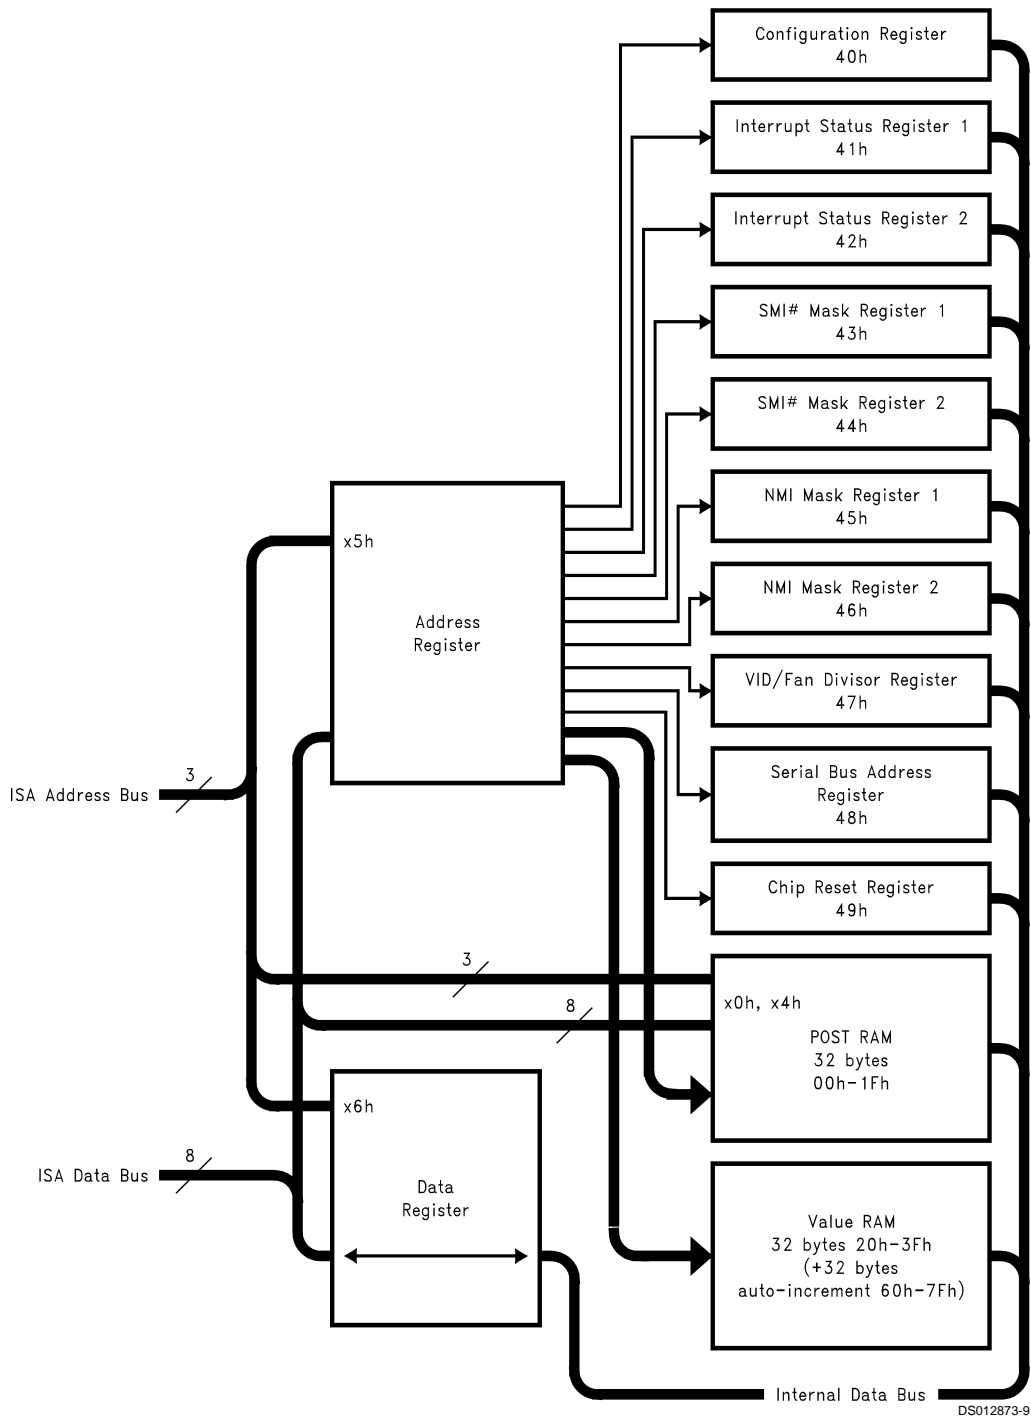 Configuration Register
40h
Interrupt Status Register 1
41h
Interrupt Status Register 2
42h
SMI# Mask Register 1
43h
SMI# Mask Register 2
44h
NMI Mask Register 1
45h
NMI Mask Register 2
46h
VID/Fan Divisor Register
47h
Serial Bus Address
Register
48h
Chip Reset Register
49h
x5h
Address
Register
3
ISA Address Bus
3
8
x0h, x4h
POST RAM
32 bytes
00h-1Fh
x6h
8
ISA Data Bus
Data
Register
Value RAM
32 bytes 20h-3Fh
(+32 bytes
auto-increment 60h-7Fh)
Internal Data Bus
DS012873-9